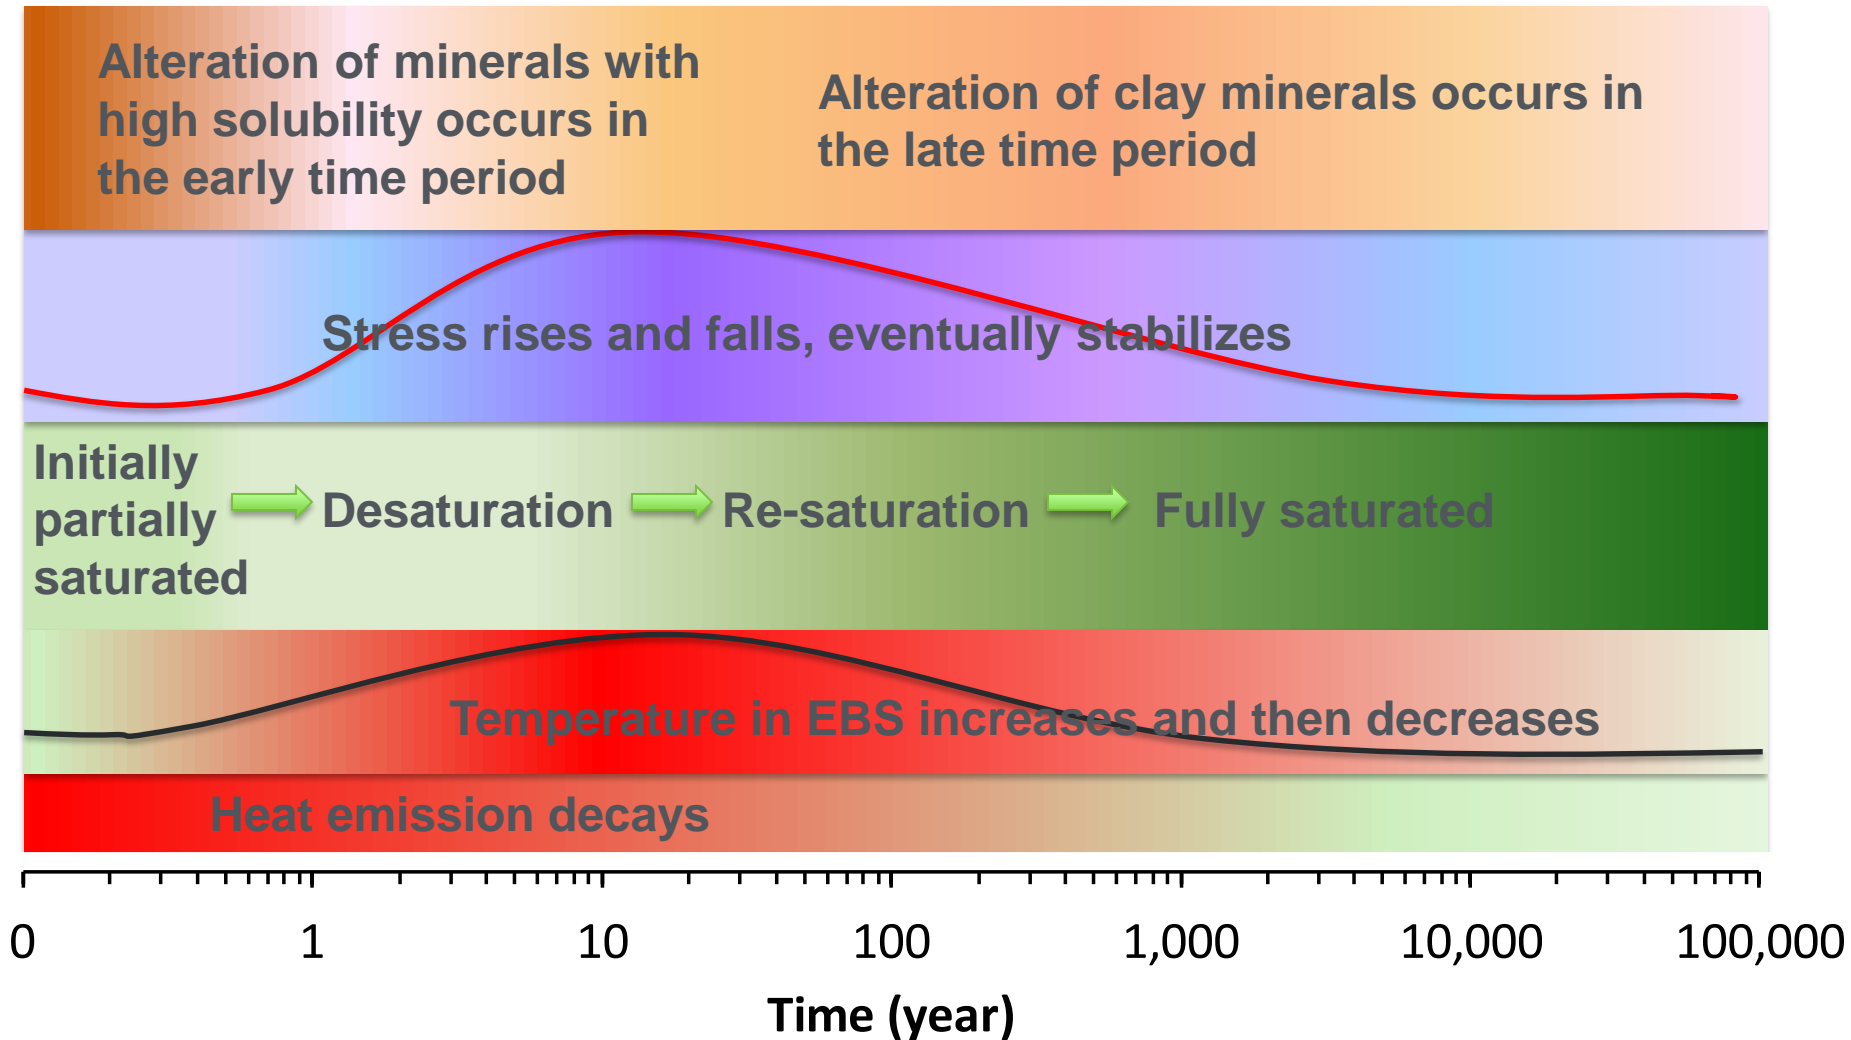 Alteration of minerals with
high solubility occurs in
the early time period
Alteration of clay minerals occurs in
the late time period
Stress rises and falls, eventually stabilizes
Initially
partially
saturated
Desaturation
Re-saturation
Fully saturated
Temperature in EBS increases and then decreases
Heat emission decays
0 1 10 100 1,000 10,000 100,000
Time (year)